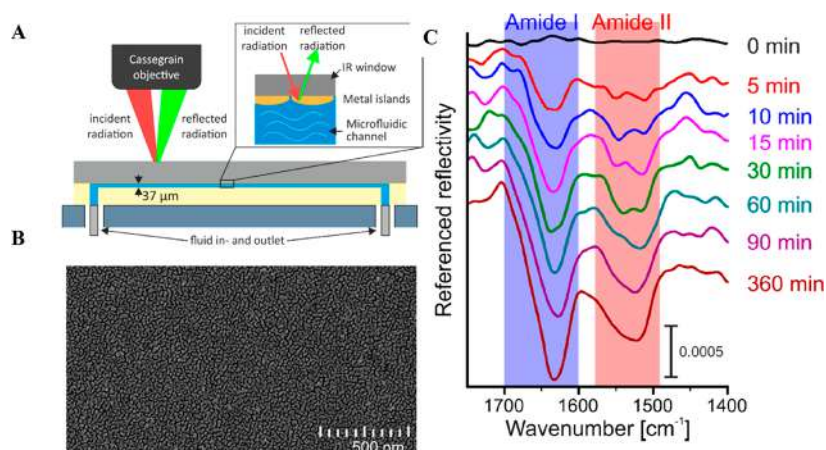 A
Cassegrain
objective
incident
radiation
reflected
radiation
incident
radiation
reflected
radiation
IR window
Metal islands
Microfluidic
channel
37 µm
fluid in- and outlet
B
500 nm
C
Amide I
Amide II
0 min
5 min
10 min
15 min
30 min
60 min
90 min
360 min
0.0005
Referenced reflectivity
1700
1600
1500
1400
Wavenumber [cm⁻¹]